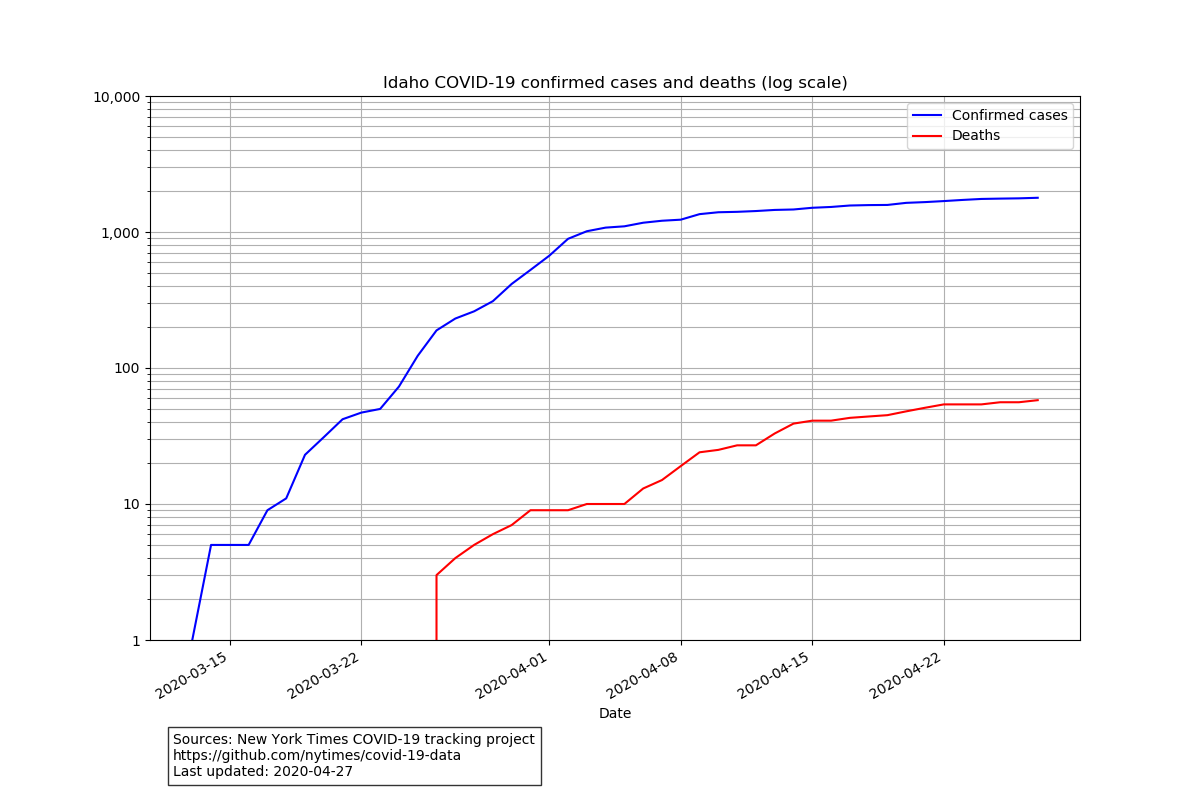 Idaho COVID-19 confirmed cases and deaths (log scale)
10,000
1,000
100
10
1
Confirmed cases
Deaths
2020-03-15
2020-03-22
2020-04-01
2020-04-08
2020-04-15
2020-04-22
Date
Sources: New York Times COVID-19 tracking project
https://github.com/nytimes/covid-19-data
Last updated: 2020-04-27